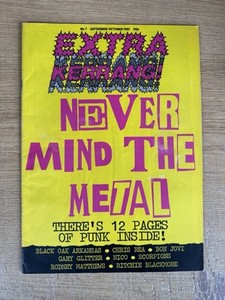 EXTRA
KERRANG!
NEVER
MIND THE
METAL
THERE'S 12 PAGES
OF PUNK INSIDE!
BLACK OAK ARKANSAS • CHRIS REA • BON JOVI
GARY GLITTER • NICO • SCORPIONS
RODNEY MATTHEWS • RITCHIE BLACKMORE